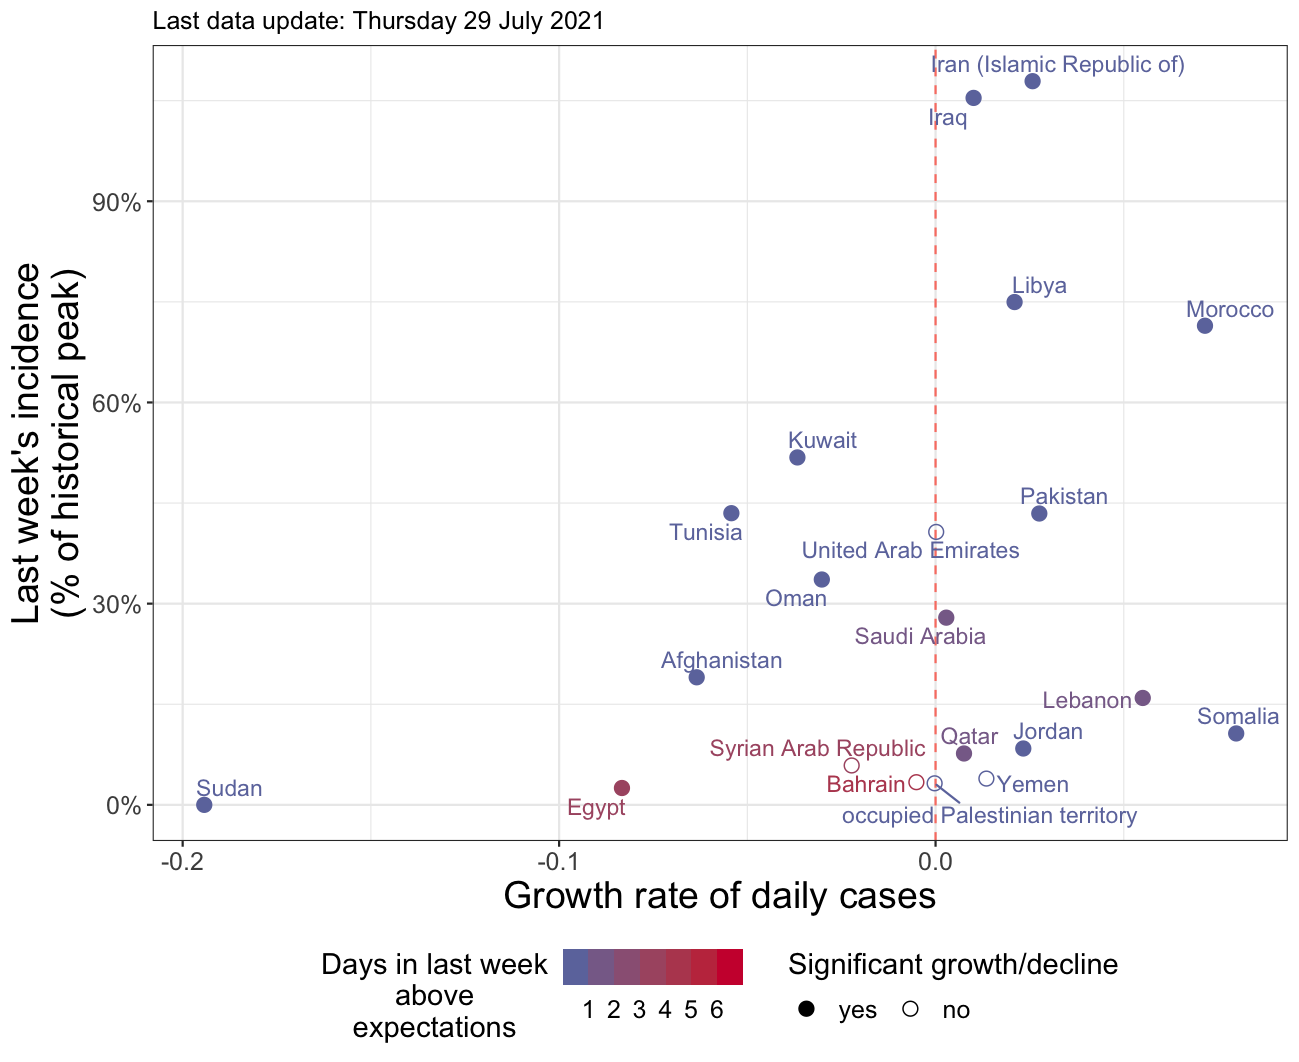 Last data update: Thursday 29 July 2021
Iran (Islamic Republic of)
Iraq
90%
Libya
Morocco
Last week's incidence
(% of historical peak)
60%
Kuwait
Pakistan
Tunisia
United Arab Emirates
Oman
30%
Saudi Arabia
Afghanistan
Lebanon
Somalia
Jordan
Qatar
Syrian Arab Republic
Bahrain
Yemen
Sudan
0%
Egypt
occupied Palestinian territory
-0.2 -0.1 0.0
Growth rate of daily cases
Days in last week
above
expectations
1 2 3 4 5 6
Significant growth/decline
yes no